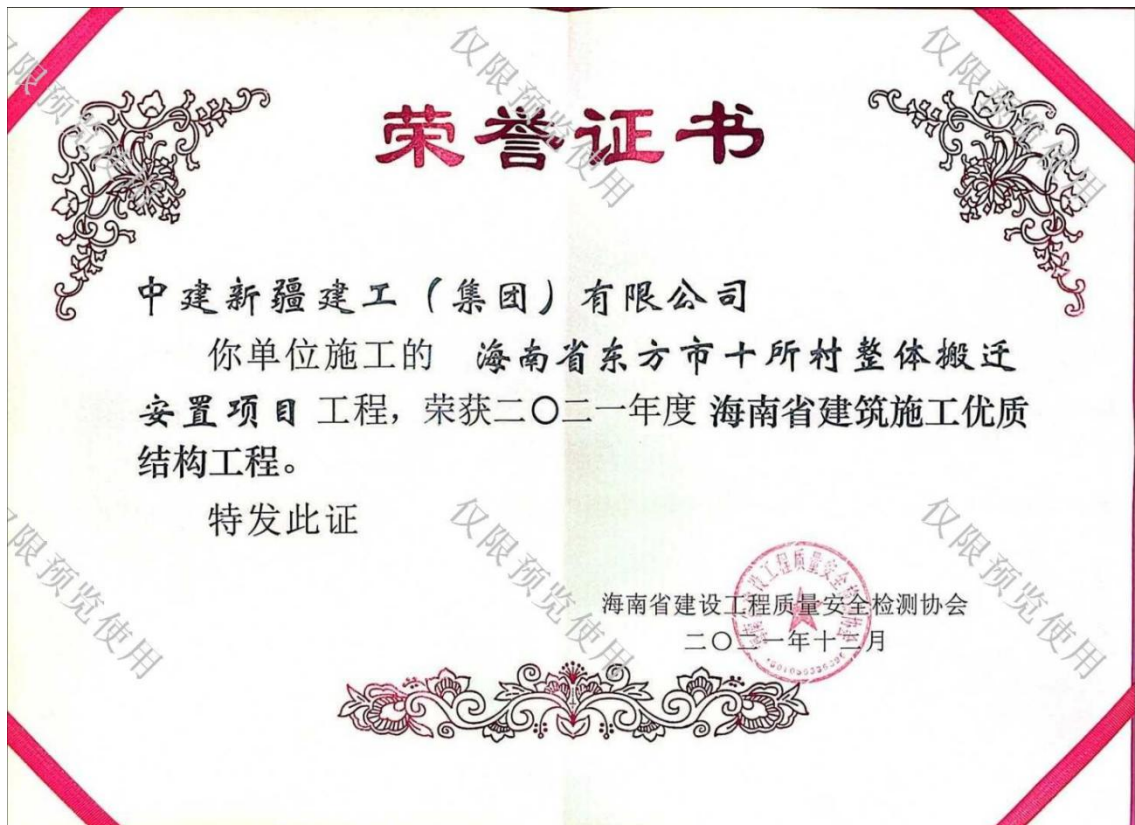 荣誉证书
中建新疆建工（集团）有限公司
你单位施工的 海南省东方市十所村整体搬迁
安置项目 工程，荣获二〇二一年度 海南省建筑施工优质
结构工程。
特发此证
海南省建设工程质量安全检测协会
二〇二一年十二月
仅限预览使用
仅限预览使用
仅限预览使用
仅限预览使用
仅限预览使用
仅限预览使用